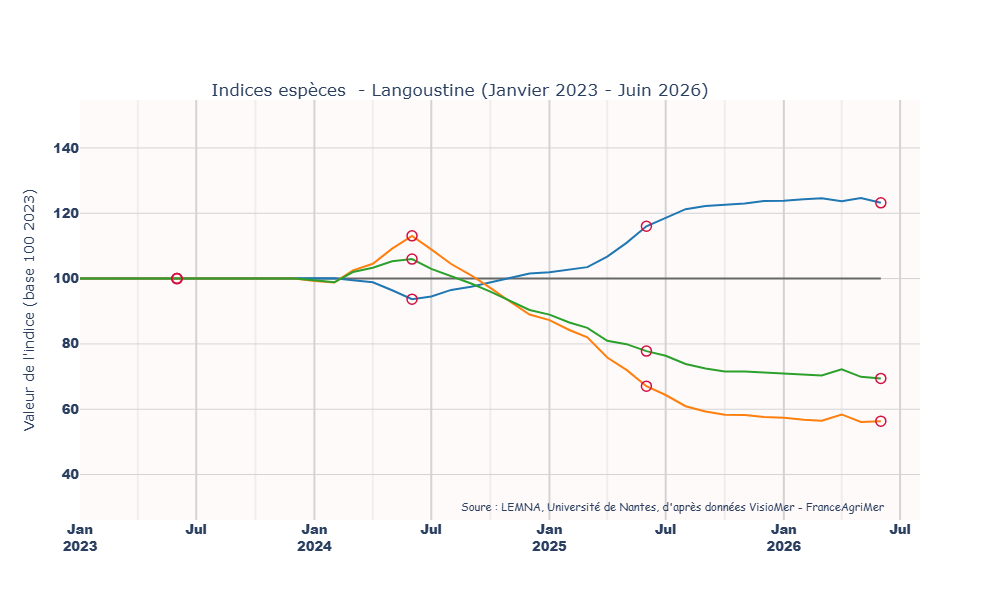 Indices espèces  - Langoustine (Janvier 2023 - Juin 2026)
Valeur de l'indice (base 100 2023)
140
120
100
80
60
40
Soure : LEMNA, Université de Nantes, d'après données VisioMer - FranceAgriMer
Jan Jul Jan Jul Jan Jul Jan Jul
2023 2024 2025 2026